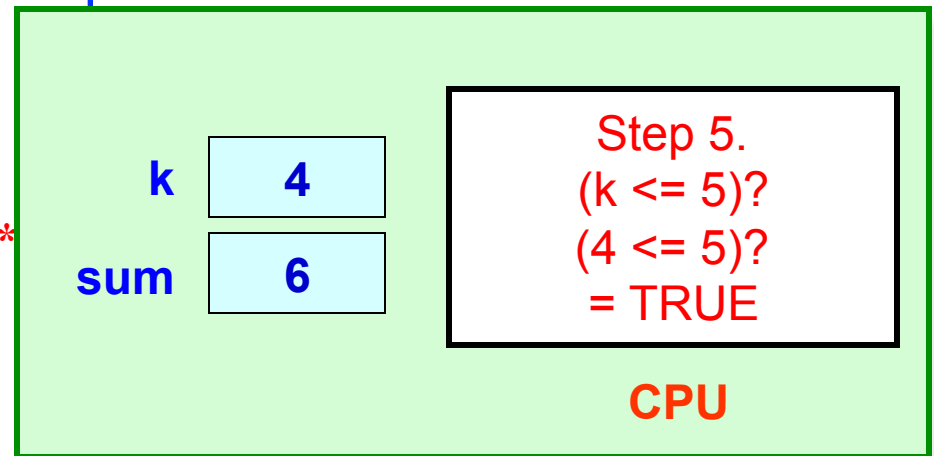 Step 5.
k 4
(k <= 5)?
*
(4 <= 5)?
sum 6
= TRUE
CPU